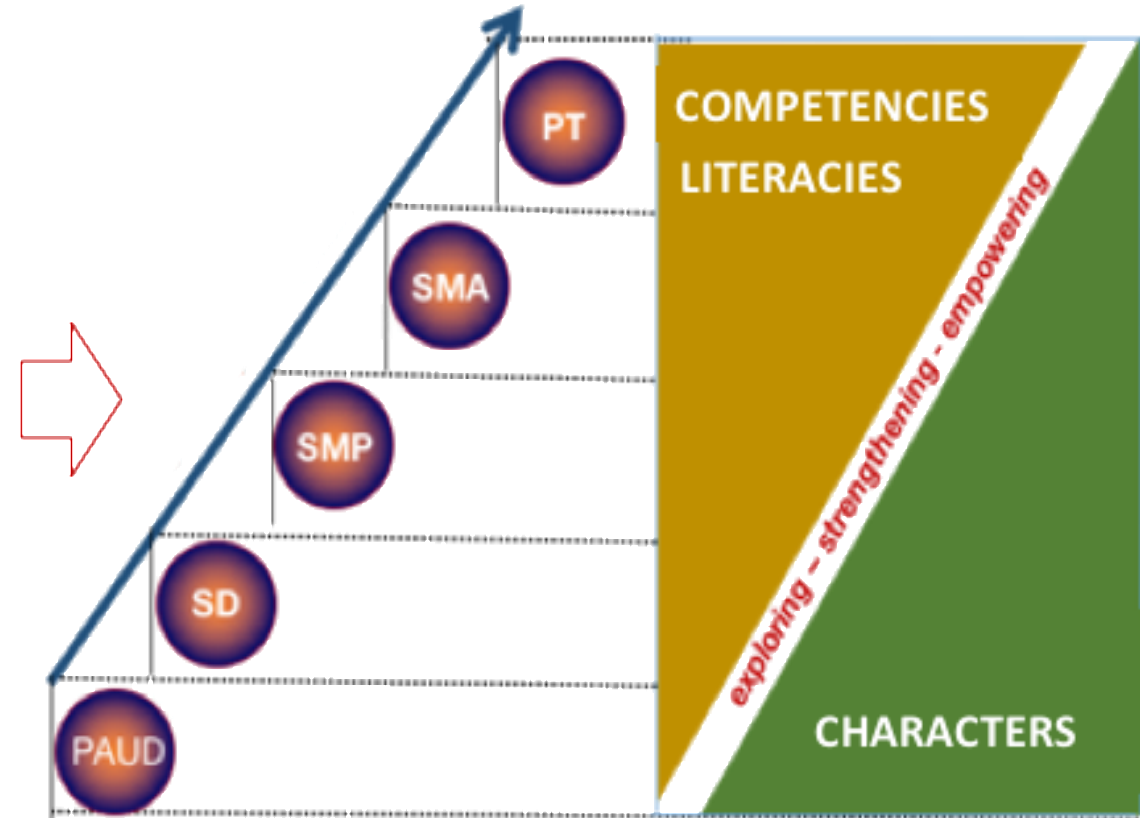 PT
COMPETENCIES
LITERACIES
SMA
SMP
exploring – strengthening - empowering
SD
CHARACTERS
PAUD